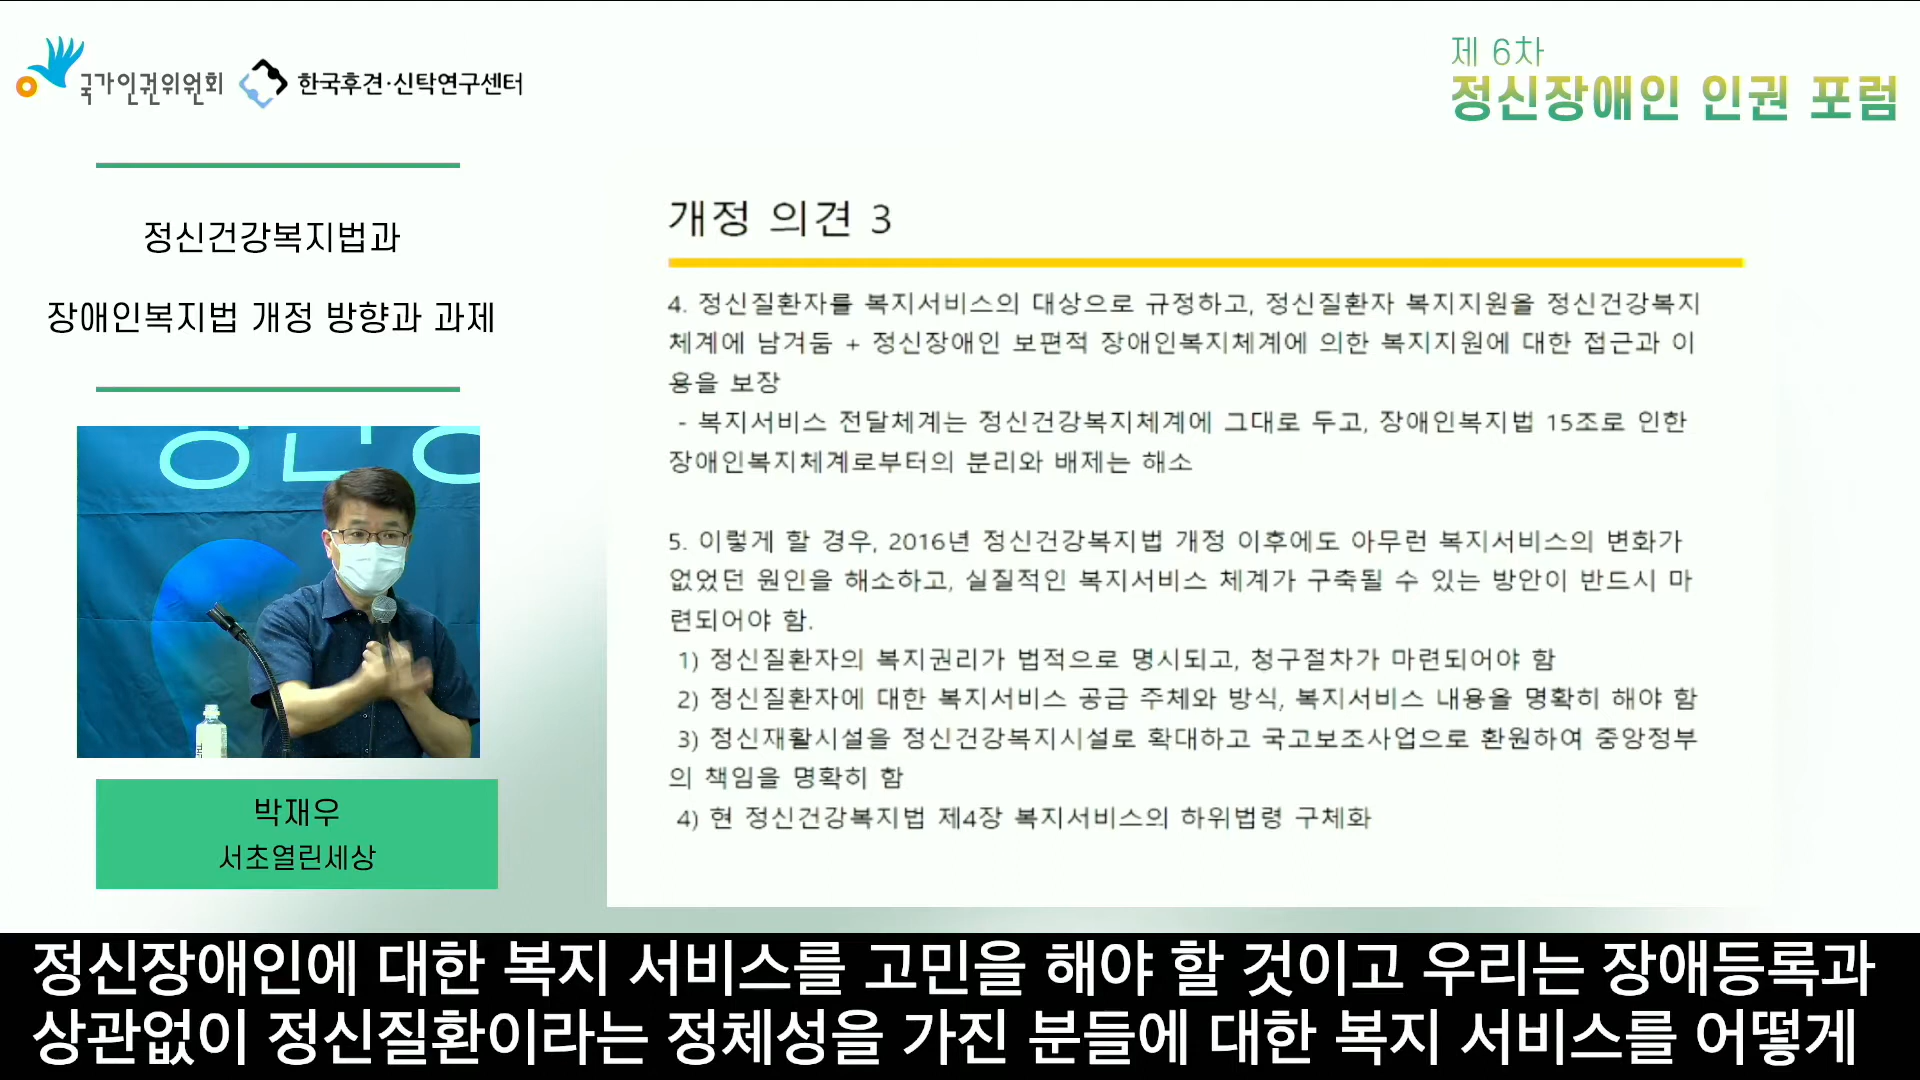 국가인권위원회
한국후견·신탁연구센터
제 6차
정신장애인 인권 포럼
정신건강복지법과
장애인복지법 개정 방향과 과제
박재우
서초열린세상
개정 의견 3
4. 정신질환자를 복지서비스의 대상으로 규정하고, 정신질환자 복지지원을 정신건강복지
체계에 남겨둠 + 정신장애인 보편적 장애인복지체계에 의한 복지지원에 대한 접근과 이
용을 보장
- 복지서비스 전달체계는 정신건강복지체계에 그대로 두고, 장애인복지법 15조로 인한
장애인복지체계로부터의 분리와 배제는 해소
5. 이렇게 할 경우, 2016년 정신건강복지법 개정 이후에도 아무런 복지서비스의 변화가
없었던 원인을 해소하고, 실질적인 복지서비스 체계가 구축될 수 있는 방안이 반드시 마
련되어야 함.
1) 정신질환자의 복지권리가 법적으로 명시되고, 청구절차가 마련되어야 함
2) 정신질환자에 대한 복지서비스 공급 주체와 방식, 복지서비스 내용을 명확히 해야 함
3) 정신재활시설을 정신건강복지시설로 확대하고 국고보조사업으로 환원하여 중앙정부
의 책임을 명확히 함
4) 현 정신건강복지법 제4장 복지서비스의 하위법령 구체화
정신장애인에 대한 복지 서비스를 고민을 해야 할 것이고 우리는 장애등록과
상관없이 정신질환이라는 정체성을 가진 분들에 대한 복지 서비스를 어떻게